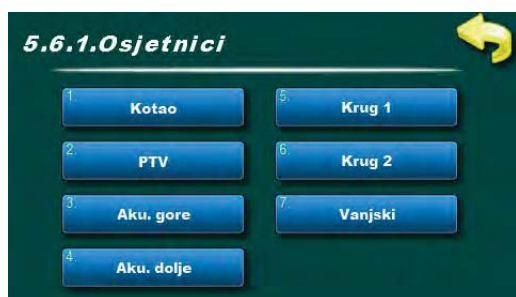 5.6.1.Osjetnici
1. Kotao
2. PTV
3. Aku. gore
4. Aku. dolje
5. Krug 1
6. Krug 2
7. Vanjski